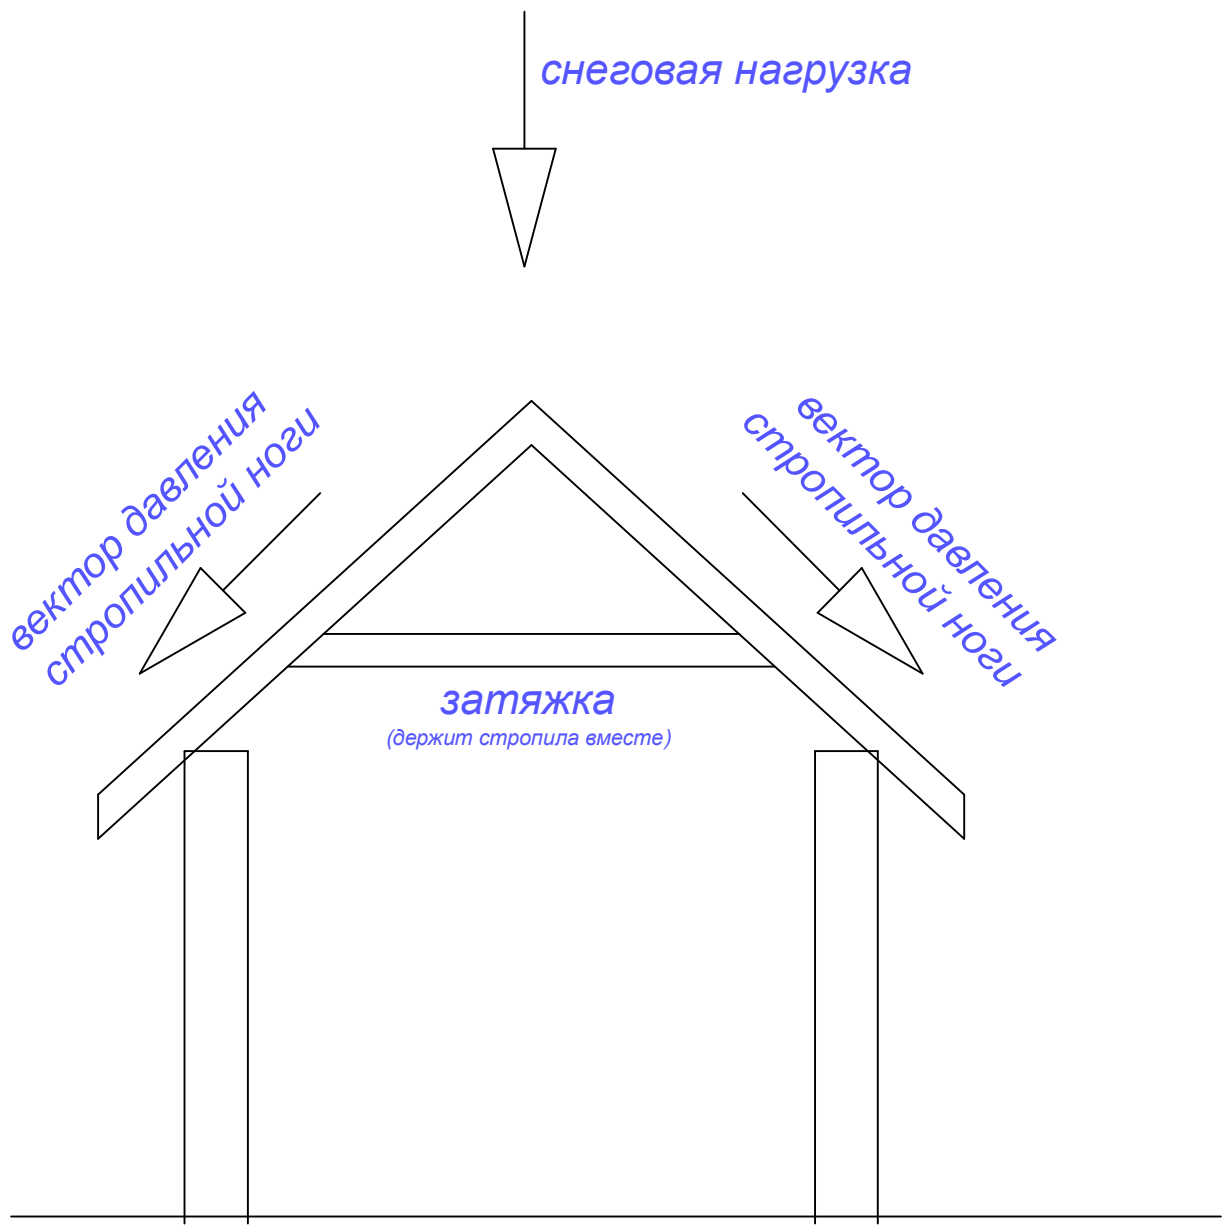 снеговая нагрузка
вектор давления
стропильной ноги
вектор давления
стропильной ноги
затяжка
(держит стропила вместе)